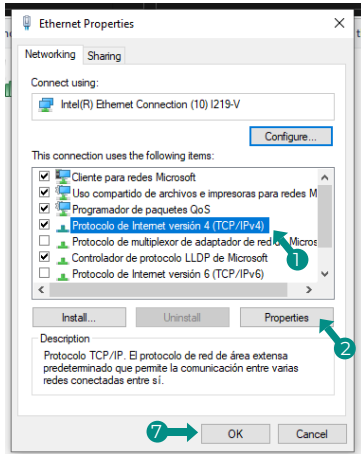 Ethernet Properties
Networking
Sharing
Connect using:
Intel(R) Ethernet Connection (10) I219-V
Configure...
This connection uses the following items:
Cliente para redes Microsoft
Uso compartido de archivos e impresoras para redes M
Programador de paquetes QoS
Protocolo de Internet versión 4 (TCP/IPv4)
Protocolo de multiplexor de adaptador de red Micros
1
Controlador de protocolo LLDP de Microsoft
Protocolo de Internet versión 6 (TCP/IPv6)
Install...
Uninstall
Properties
2
Description
Protocolo TCP/IP. El protocolo de red de área extensa
predeterminado que permite la comunicación entre varias
redes conectadas entre sí.
7
OK
Cancel